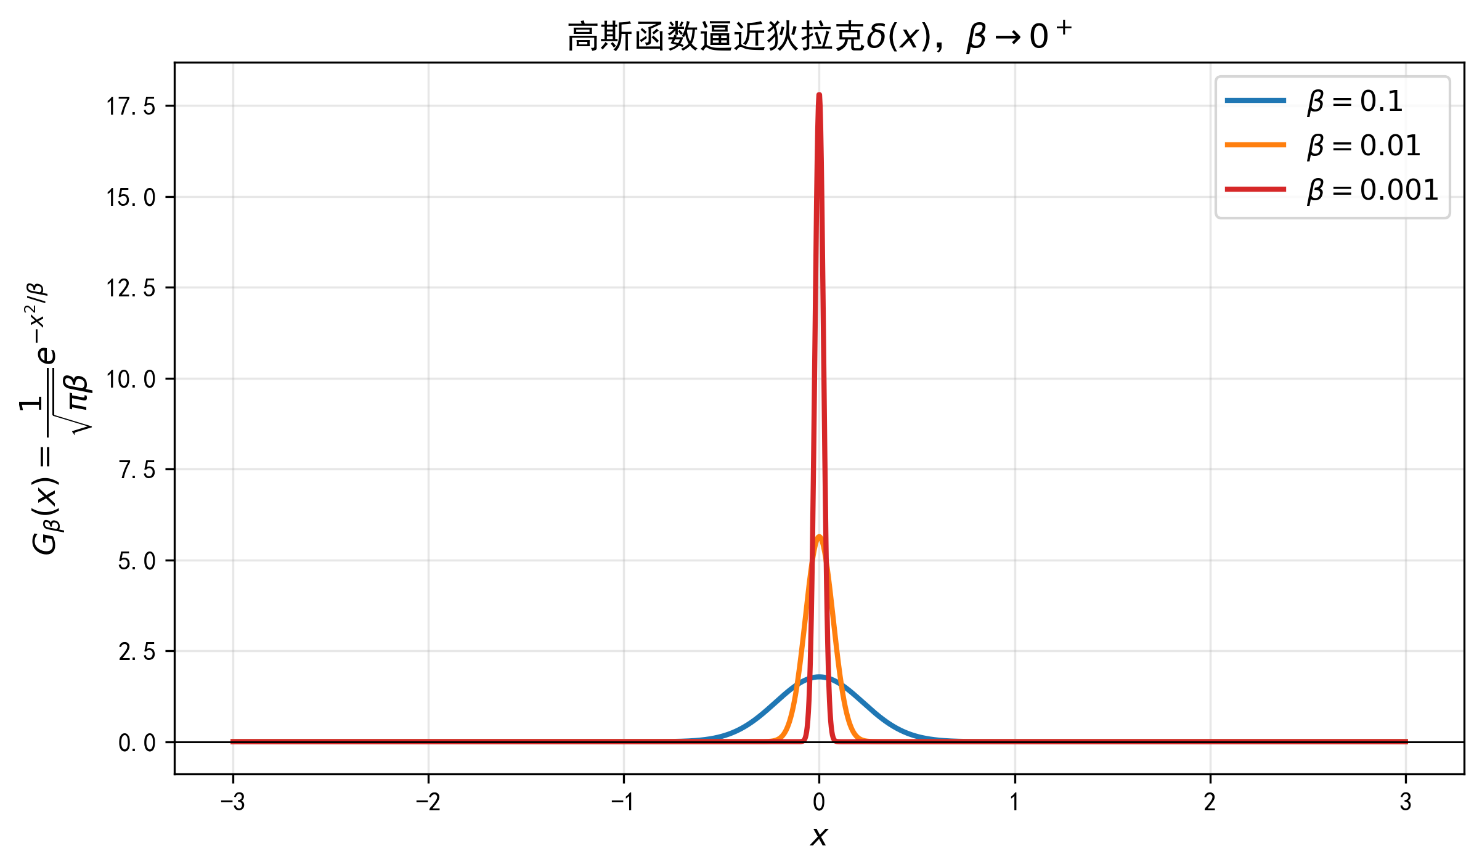 高斯函数逼近狄拉克δ(x), β → 0⁺
G_β(x) = \frac{1}{\sqrt{πβ}} e^{-x²/β}
17.5
15.0
12.5
10.0
7.5
5.0
2.5
0.0
β = 0.1
β = 0.01
β = 0.001
−3 −2 −1 0 1 2 3
x